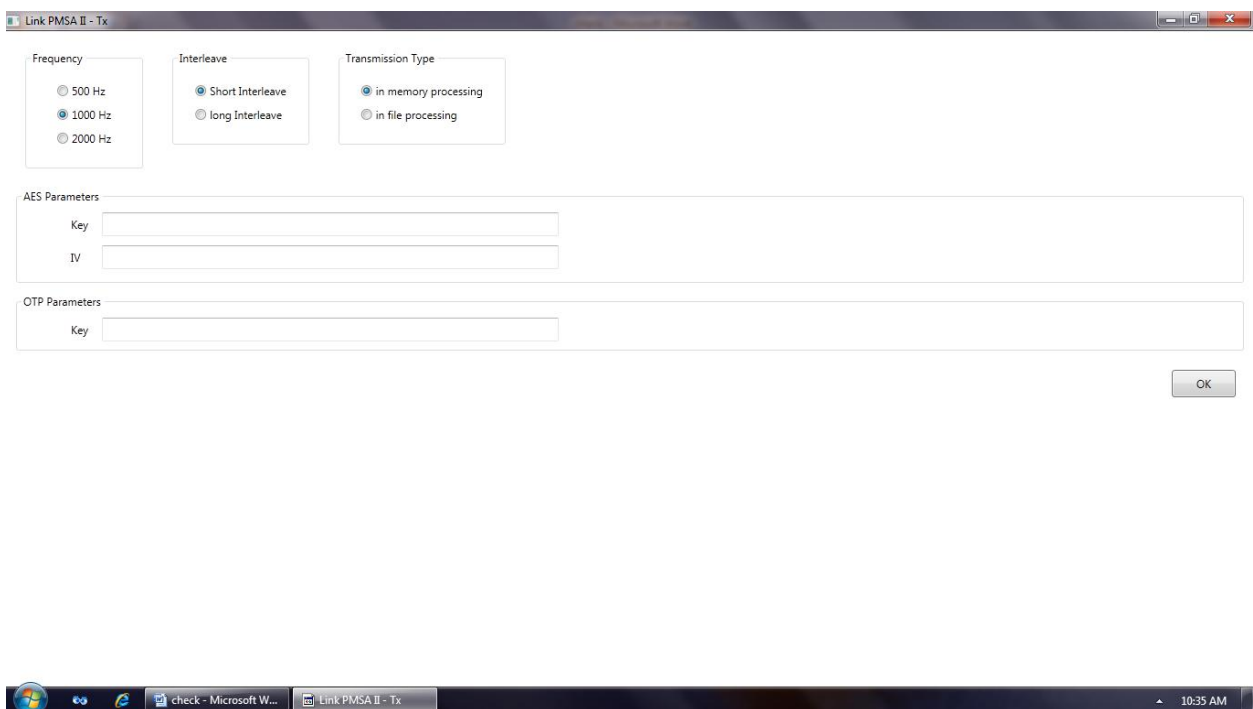 Link PMSA II - Tx
Frequency
500 Hz
1000 Hz
2000 Hz
Interleave
Short Interleave
long Interleave
Transmission Type
in memory processing
in file processing
AES Parameters
Key
IV
OTP Parameters
Key
OK
check - Microsoft W...
Link PMSA II - Tx
10:35 AM